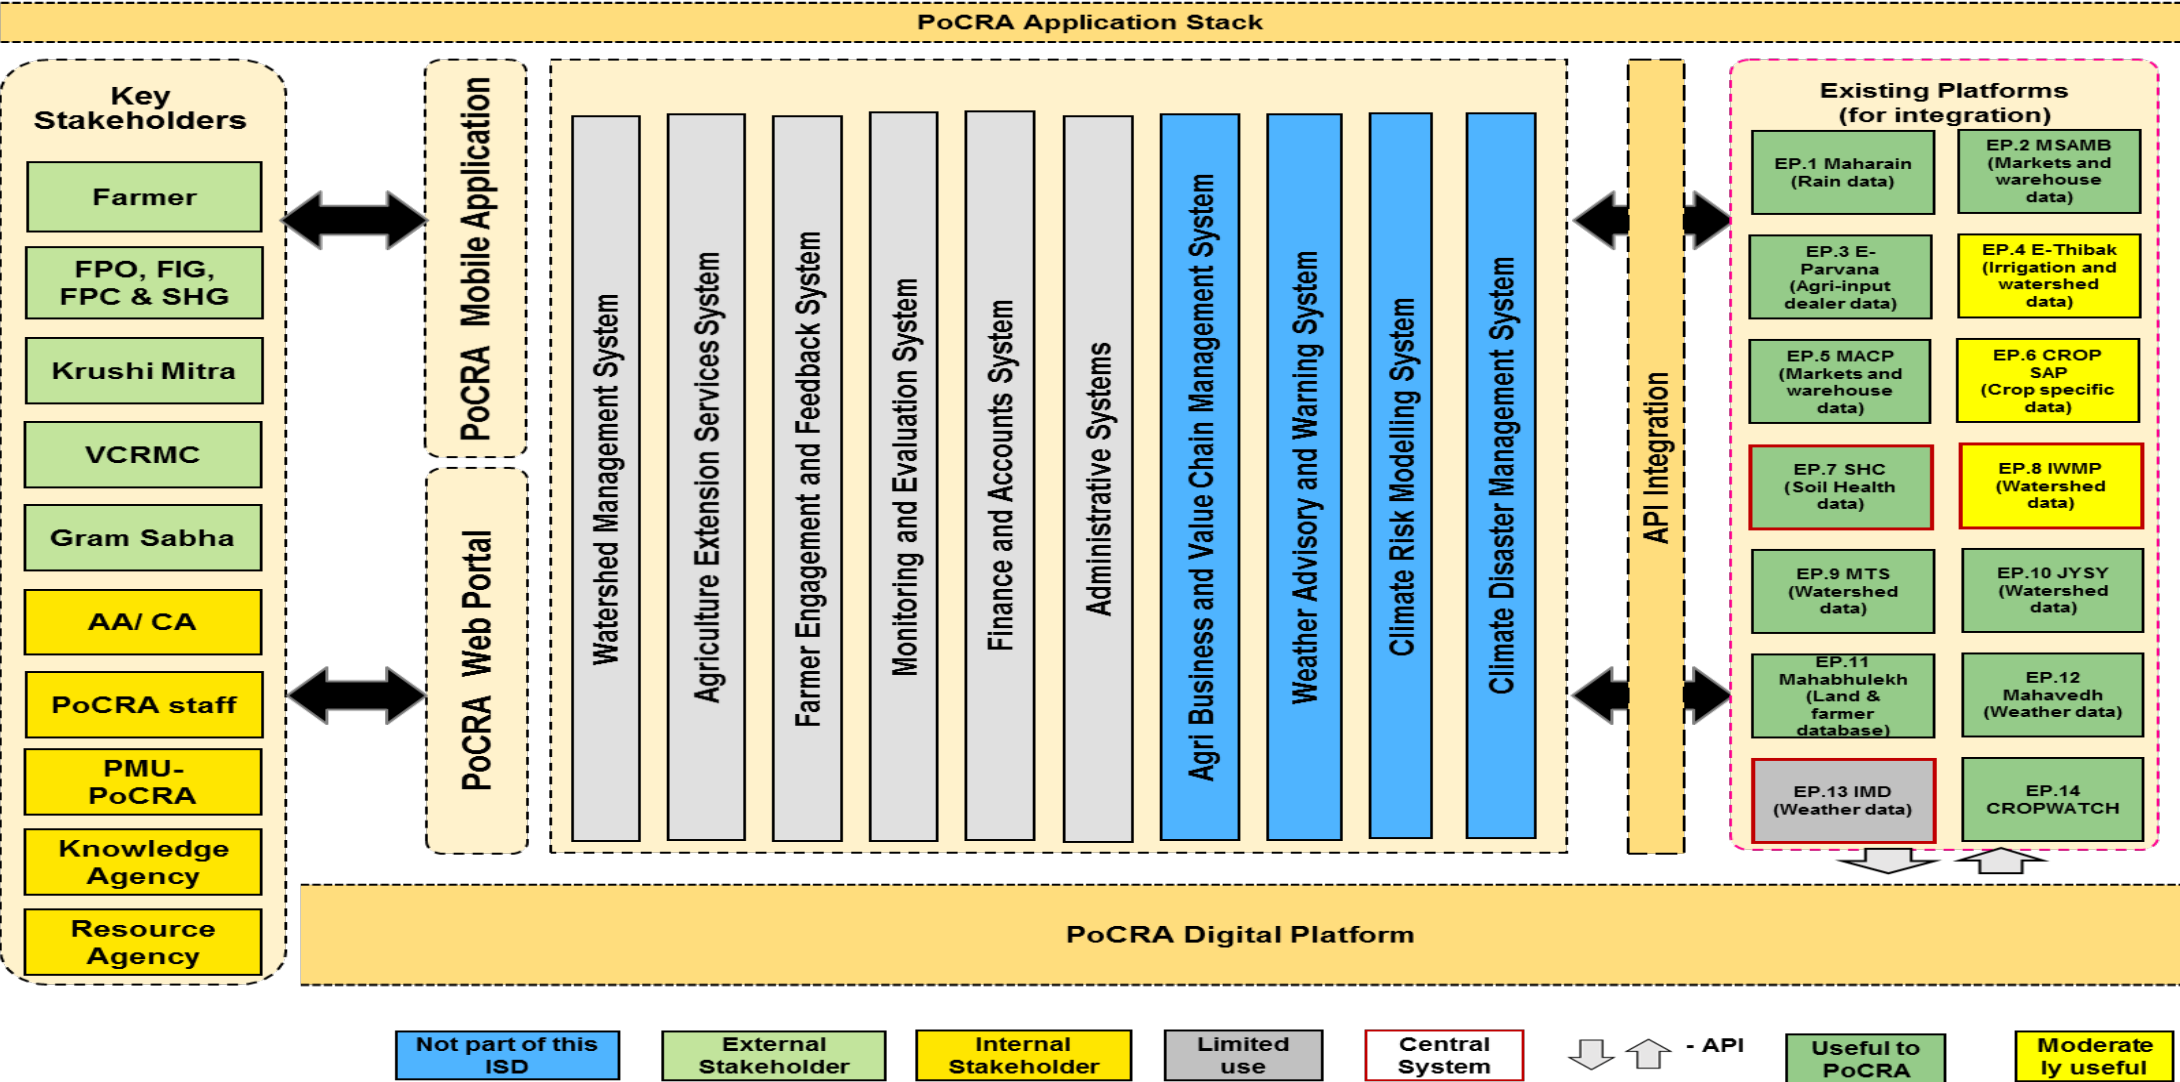 PoCRA Application Stack
Key
Stakeholders
Farmer
FPO, FIG,
FPC & SHG
Krushi Mitra
VCRMC
Gram Sabha
AA/ CA
PoCRA staff
PMU-
PoCRA
Knowledge
Agency
Resource
Agency
PoCRA Mobile Application
PoCRA Web Portal
Watershed Management System
Agriculture Extension Services System
Farmer Engagement and Feedback System
Monitoring and Evaluation System
Finance and Accounts System
Administrative Systems
Agri Business and Value Chain Management System
Weather Advisory and Warning System
Climate Risk Modelling System
Climate Disaster Management System
API Integration
Existing Platforms
(for integration)
EP.1 Maharain
(Rain data)
EP.2 MSAMB
(Markets and
warehouse
data)
EP.3 E-
Parvana
(Agri-input
dealer data)
EP.4 E-Thibak
(Irrigation and
watershed
data)
EP.5 MACP
(Markets and
warehouse
data)
EP.6 CROP
SAP
(Crop specific
data)
EP.7 SHC
(Soil Health
data)
EP.8 IWMP
(Watershed
data)
EP.9 MTS
(Watershed
data)
EP.10 JYSY
(Watershed
data)
EP.11
Mahabhulekh
(Land &
farmer
database)
EP.12
Mahavedh
(Weather data)
EP.13 IMD
(Weather data)
EP.14
CROPWATCH
PoCRA Digital Platform
Not part of this
ISD
External
Stakeholder
Internal
Stakeholder
Limited
use
Central
System
- API
Useful to
PoCRA
Moderate
ly useful